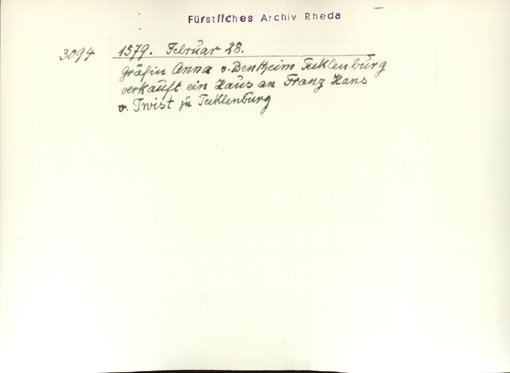 Fürstliches Archiv Rheda
3094 1579. Februar 28.
Gräfin Anna v. Bentheim Tecklenburg
verkauft ein Haus an Franz Hans
v. Twist zu Tecklenburg